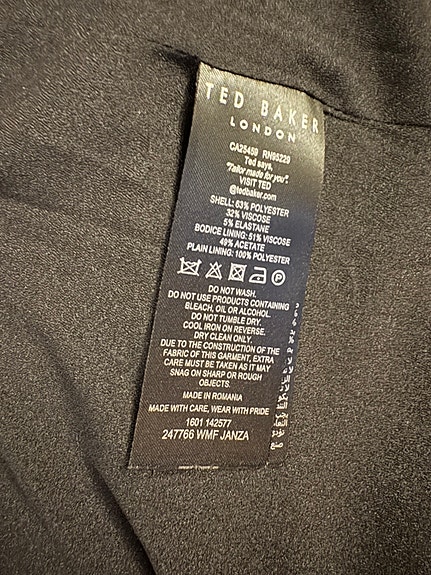 TED BAKER
LONDON
CA25459 RN95229
Ted says,
"Tailor made for you".
VISIT TED
@tedbaker.com
SHELL: 63% POLYESTER
32% VISCOSE
5% ELASTANE
BODICE LINING: 51% VISCOSE
49% ACETATE
PLAIN LINING: 100% POLYESTER
P
DO NOT WASH.
DO NOT USE PRODUCTS CONTAINING
BLEACH, OIL OR ALCOHOL.
DO NOT TUMBLE DRY.
COOL IRON ON REVERSE.
DRY CLEAN ONLY.
DUE TO THE CONSTRUCTION OF THE
FABRIC OF THIS GARMENT, EXTRA
CARE MUST BE TAKEN AS IT MAY
SNAG ON SHARP OR ROUGH
OBJECTS.
MADE IN ROMANIA
MADE WITH CARE, WEAR WITH PRIDE
1601 142577
247766 WMF JANZA